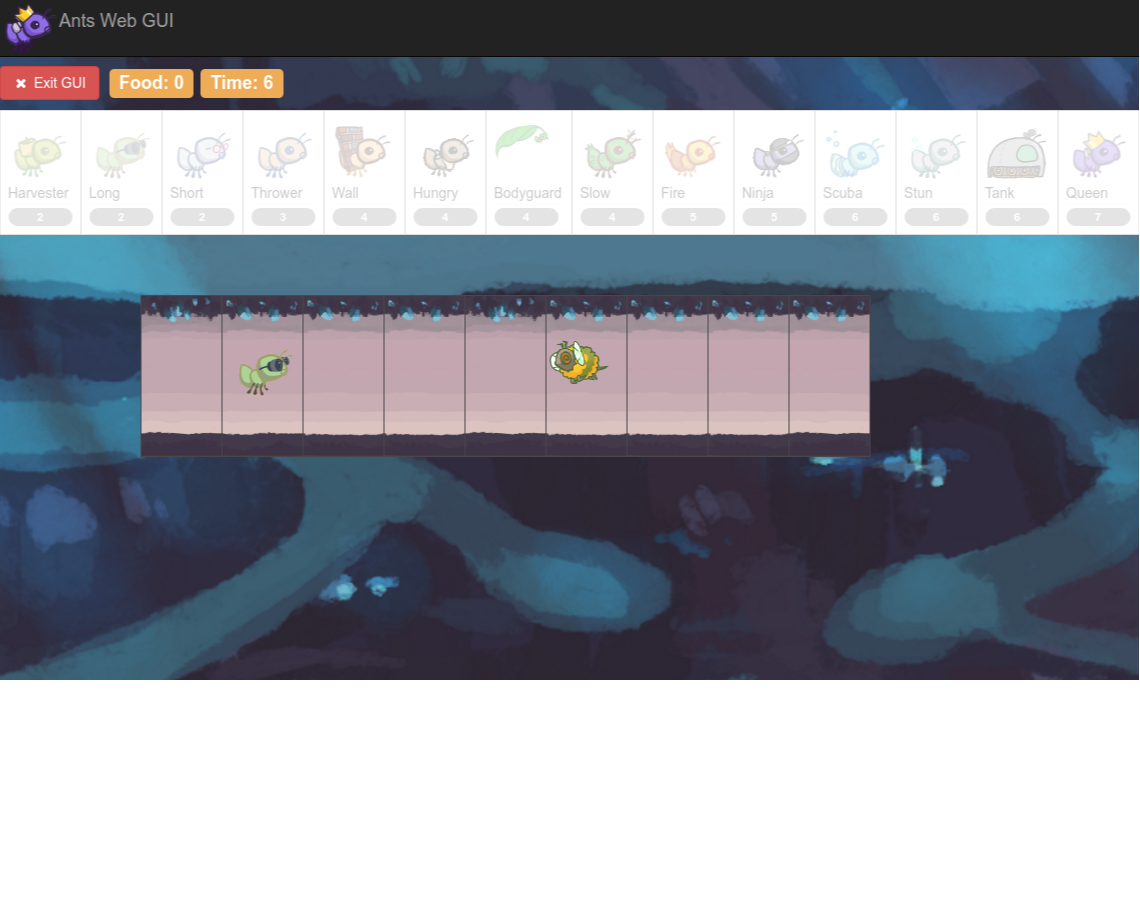 Ants Web GUI
✖ Exit GUI Food: 0 Time: 6
Harvester Long Short Thrower Wall Hungry Bodyguard Slow Fire Ninja Scuba Stun Tank Queen
2 2 2 3 4 4 4 4 5 5 6 6 6 7